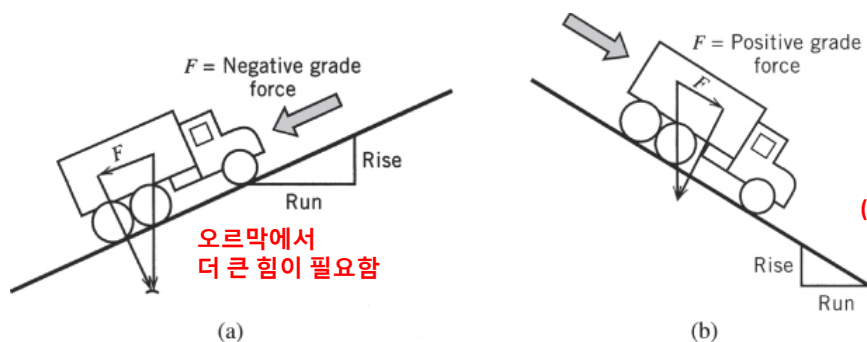 F = Negative grade
force
F
Rise
Run
오르막에서
더 큰 힘이 필요함
(a)
F = Positive grade
force
F
(
Rise
Run
(b)